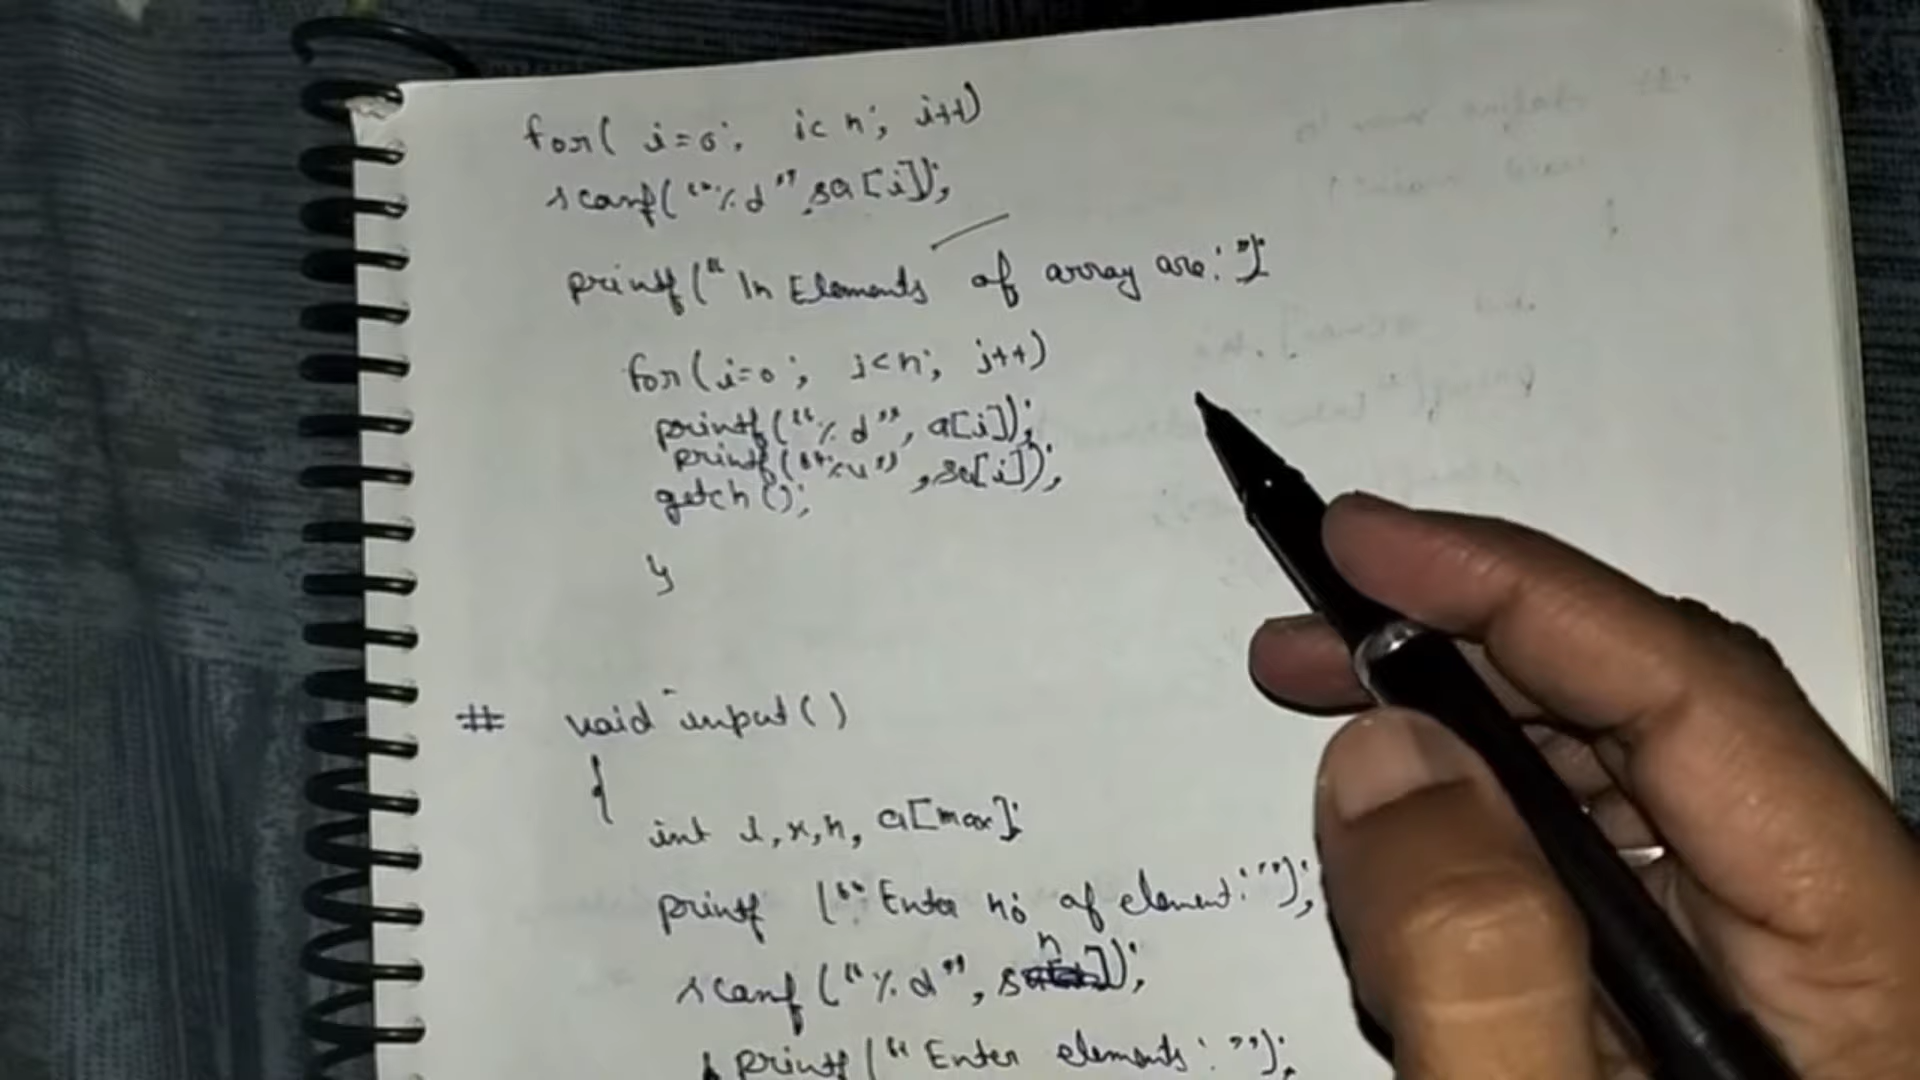 for( i=0; i< n; i++)
scanf("%d",&a[i]);
printf("\n Elements of array are:");
for(i=0; i<n; i++)
printf("%d", a[i]);
printf("%u", &a[i]);
getch();
}
# void input()
{
int i,x,n, a[max];
printf ("Enter no. of element:");
scanf ("%d", &n);
printf("Enter elements:");